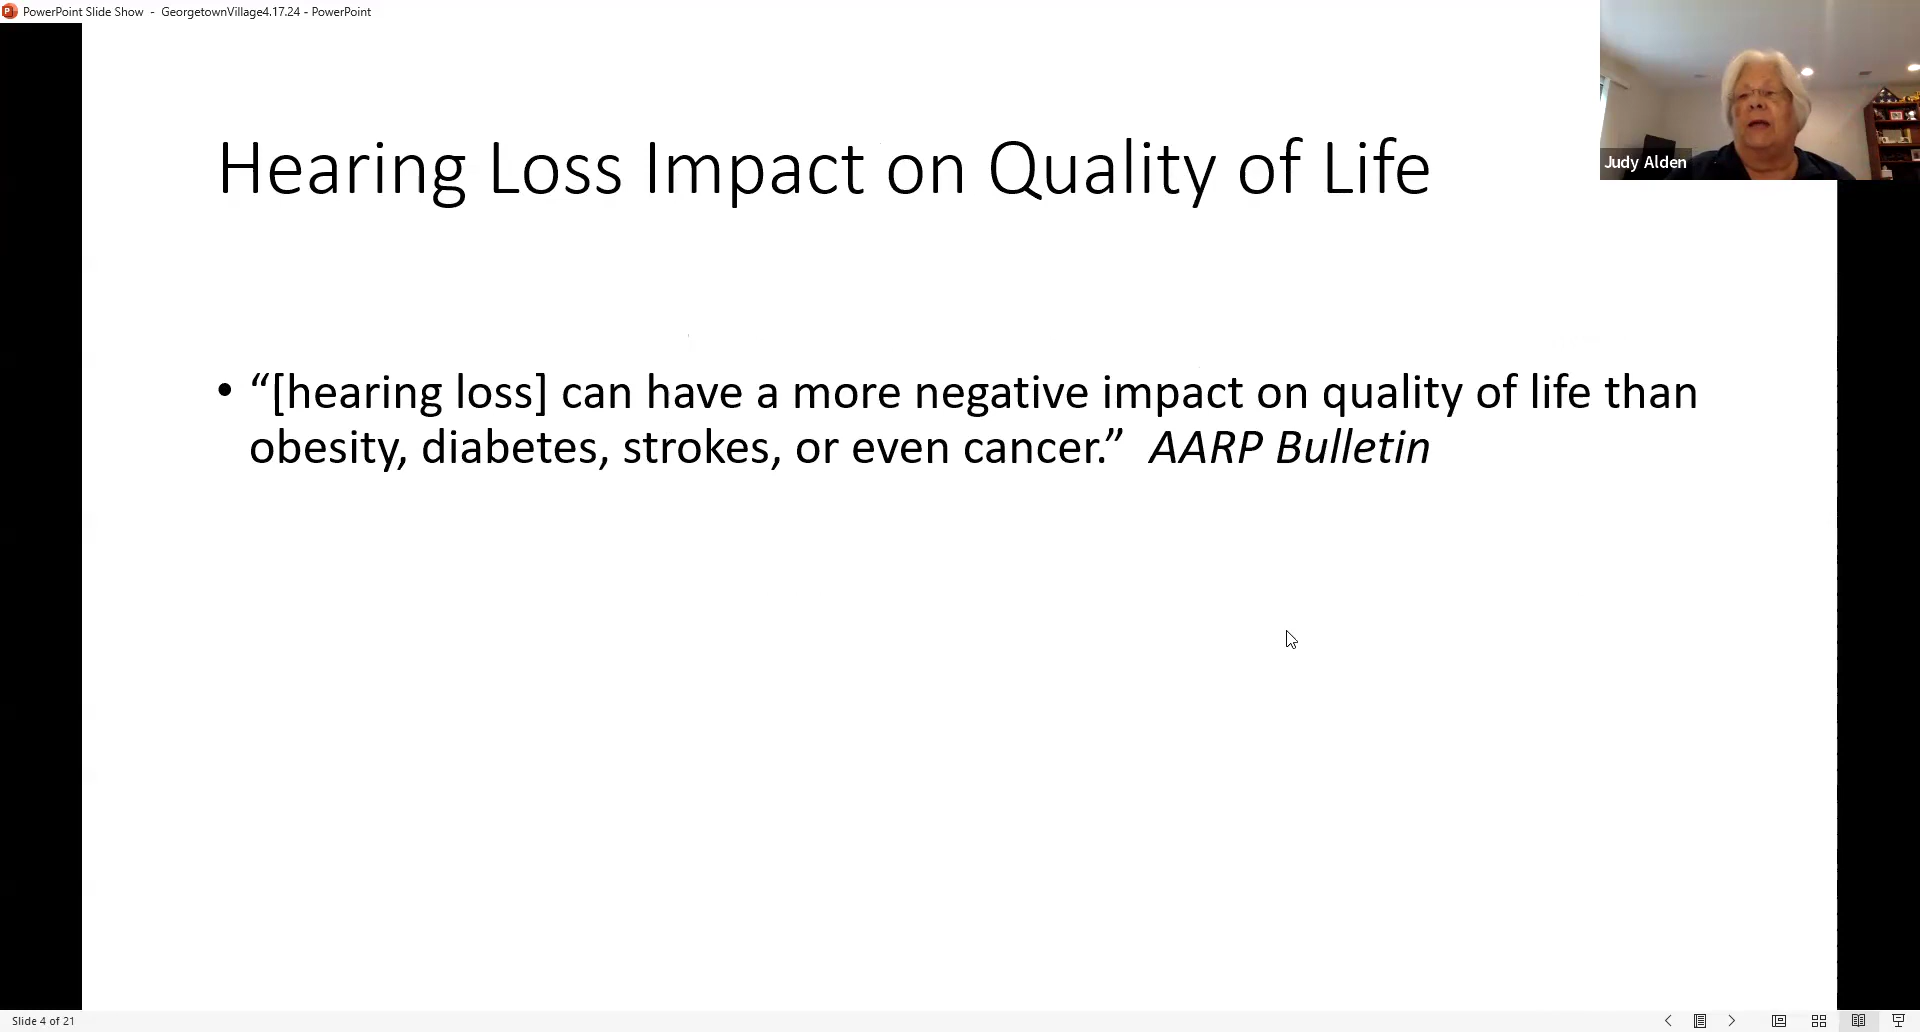 PowerPoint Slide Show - GeorgetownVillage4.17.24 - PowerPoint
Judy Alden
Hearing Loss Impact on Quality of Life
• “[hearing loss] can have a more negative impact on quality of life than
obesity, diabetes, strokes, or even cancer.” AARP Bulletin
Slide 4 of 21